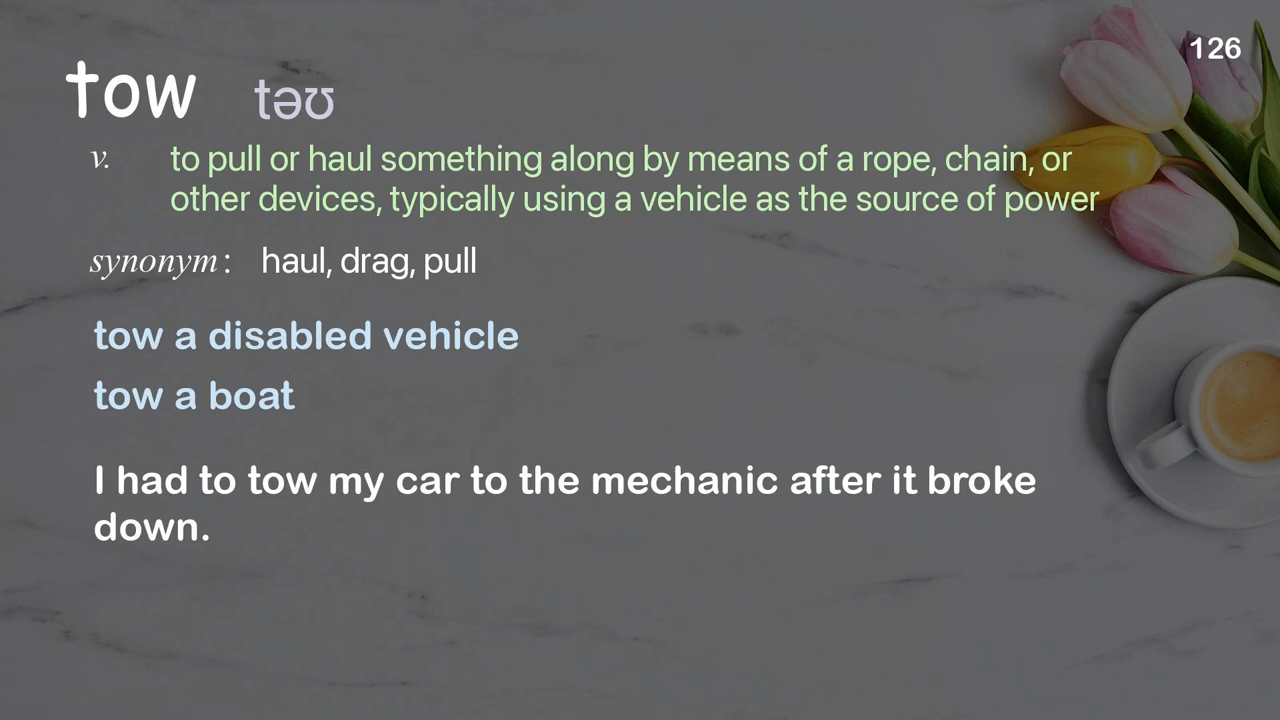 126
tow təʊ
v. to pull or haul something along by means of a rope, chain, or
other devices, typically using a vehicle as the source of power
synonym: haul, drag, pull
tow a disabled vehicle
tow a boat
I had to tow my car to the mechanic after it broke
down.